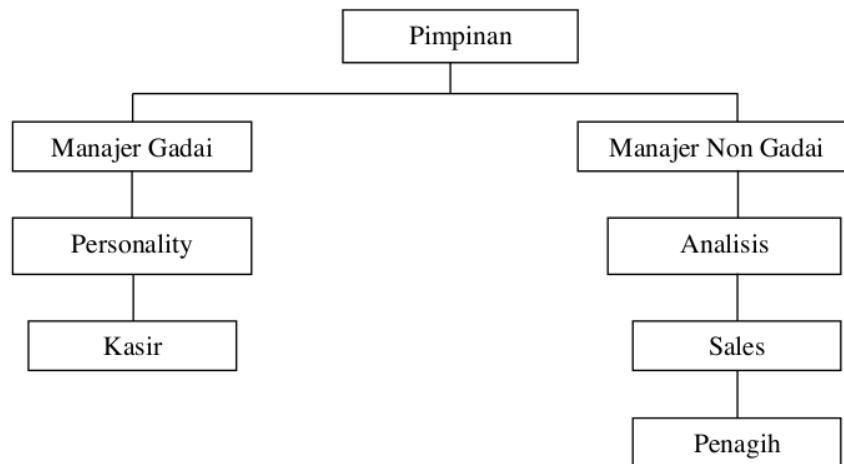 Pimpinan
Manajer Gadai
Manajer Non Gadai
Personality
Analisis
Kasir
Sales
Penagih